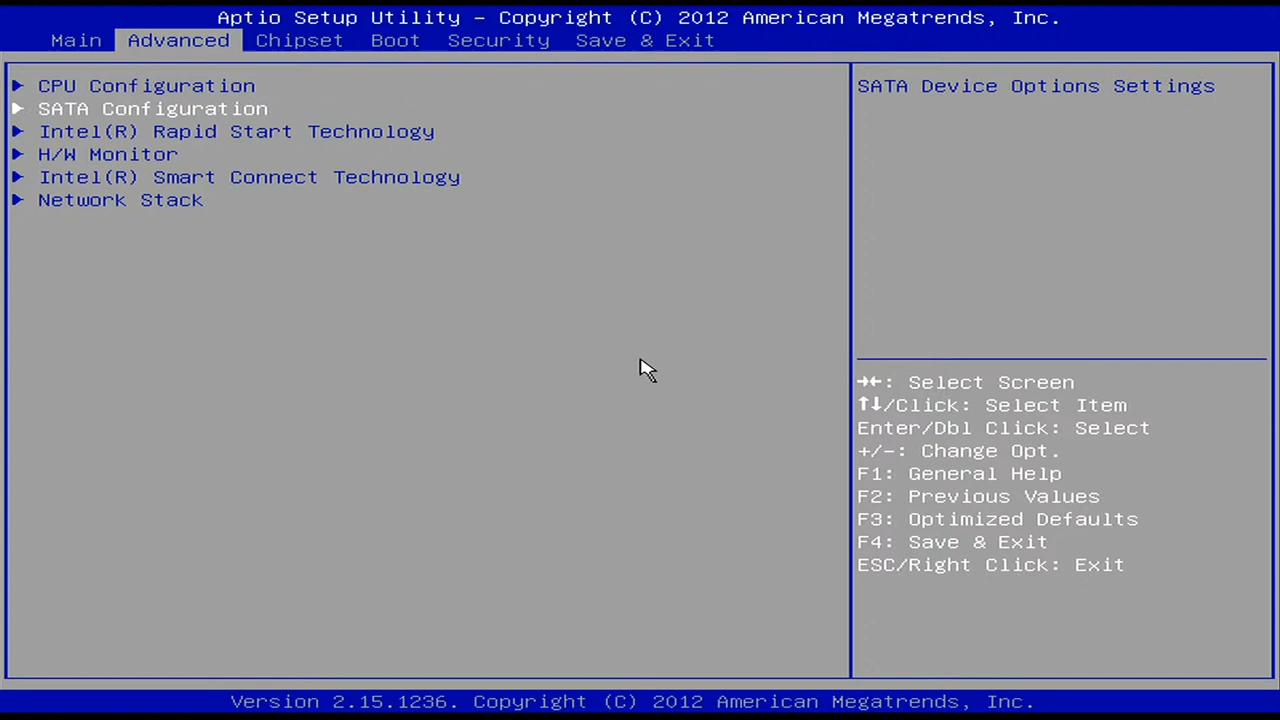 Aptio Setup Utility – Copyright (C) 2012 American Megatrends, Inc.
Main Advanced Chipset Boot Security Save & Exit
CPU Configuration
SATA Configuration
Intel(R) Rapid Start Technology
H/W Monitor
Intel(R) Smart Connect Technology
Network Stack
SATA Device Options Settings
→←: Select Screen
↑↓/Click: Select Item
Enter/Dbl Click: Select
+/-: Change Opt.
F1: General Help
F2: Previous Values
F3: Optimized Defaults
F4: Save & Exit
ESC/Right Click: Exit
Version 2.15.1236. Copyright (C) 2012 American Megatrends, Inc.